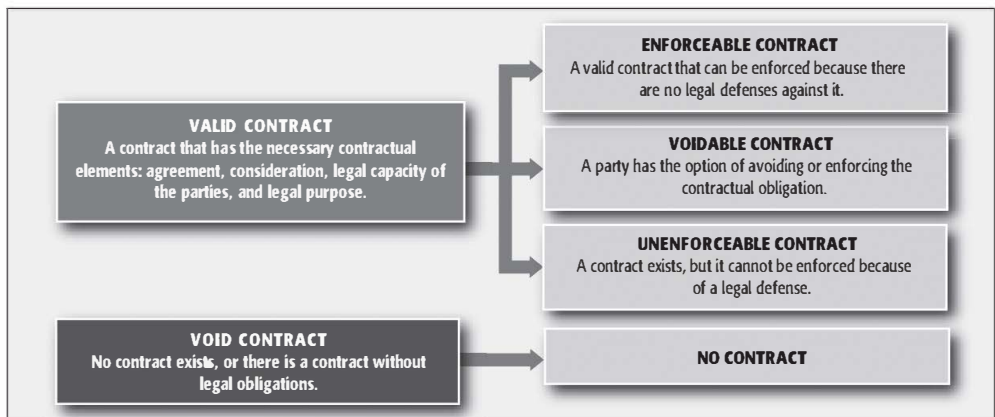 VALID CONTRACT
A contract that has the necessary contractual
elements: agreement, consideration, legal capacity of
the parties, and legal purpose.
ENFORCEABLE CONTRACT
A valid contract that can be enforced because there
are no legal defenses against it.
VOIDABLE CONTRACT
A party has the option of avoiding or enforcing the
contractual obligation.
UNENFORCEABLE CONTRACT
A contract exists, but it cannot be enforced because
of a legal defense.
VOID CONTRACT
No contract exists, or there is a contract without
legal obligations.
NO CONTRACT